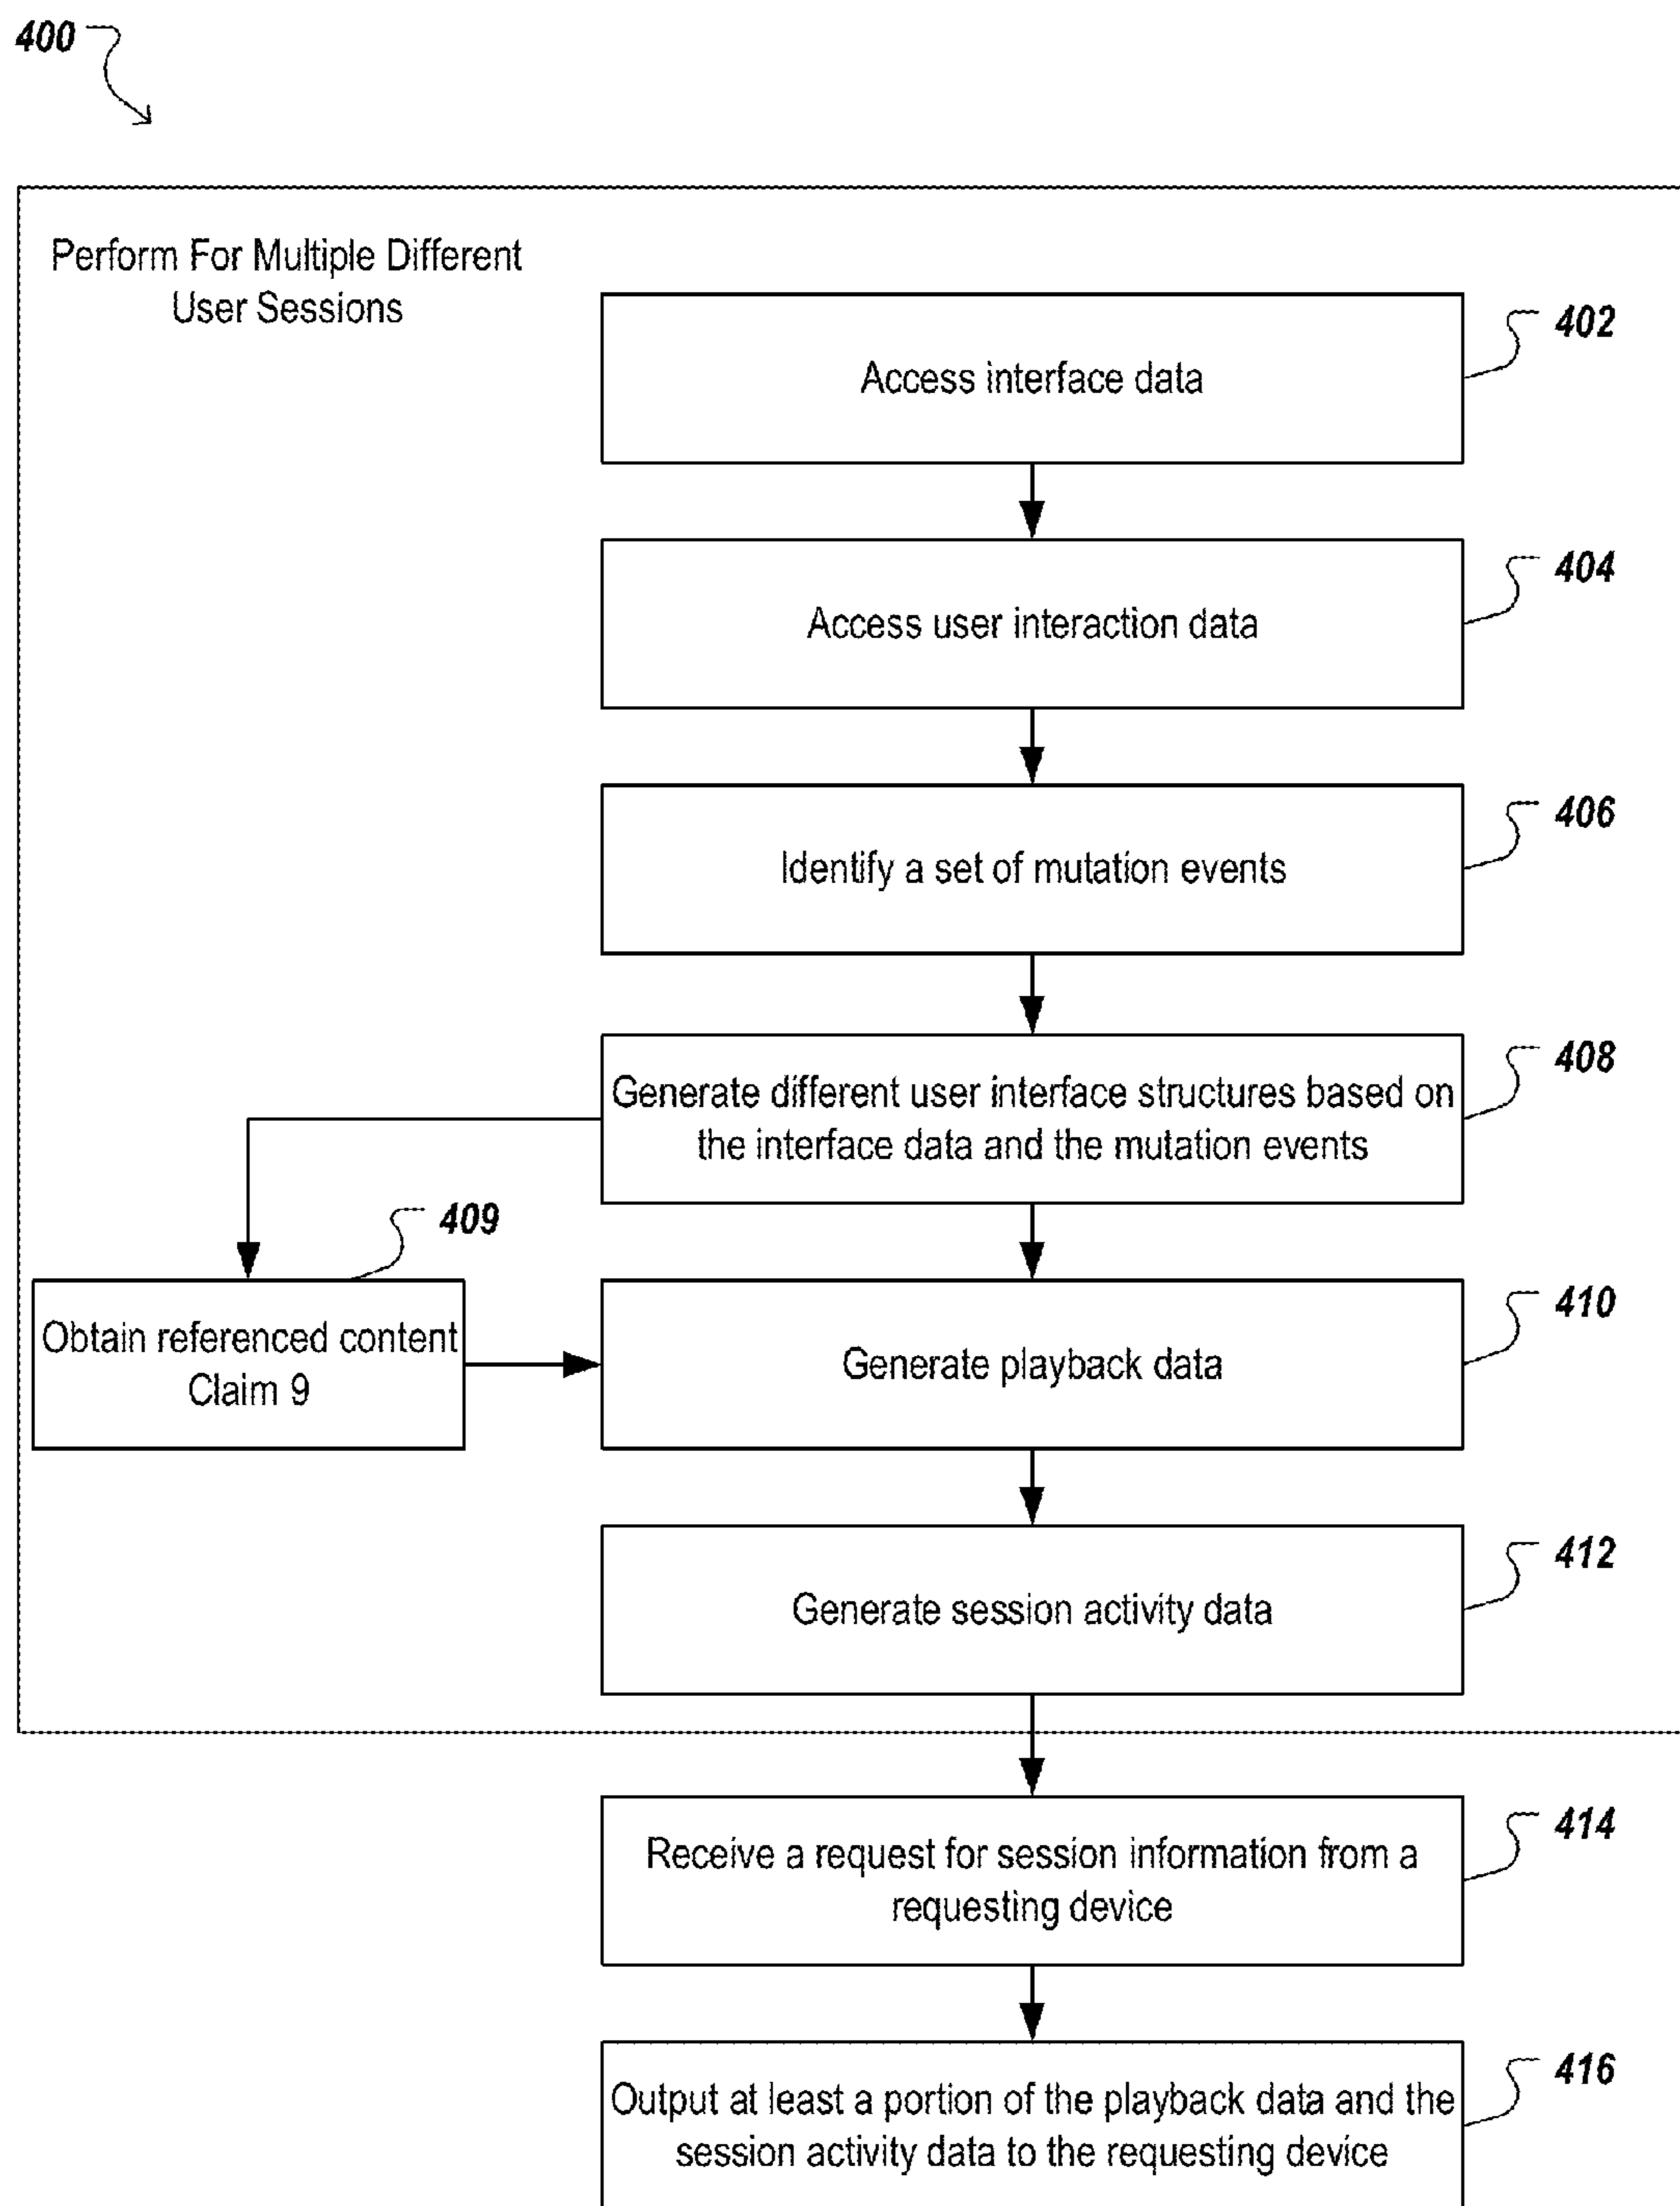 400
Perform For Multiple Different
User Sessions
Access interface data
402
Access user interaction data
404
Identify a set of mutation events
406
Generate different user interface structures based on
the interface data and the mutation events
408
409
Obtain referenced content
Claim 9
Generate playback data
410
Generate session activity data
412
Receive a request for session information from a
requesting device
414
Output at least a portion of the playback data and the
session activity data to the requesting device
416